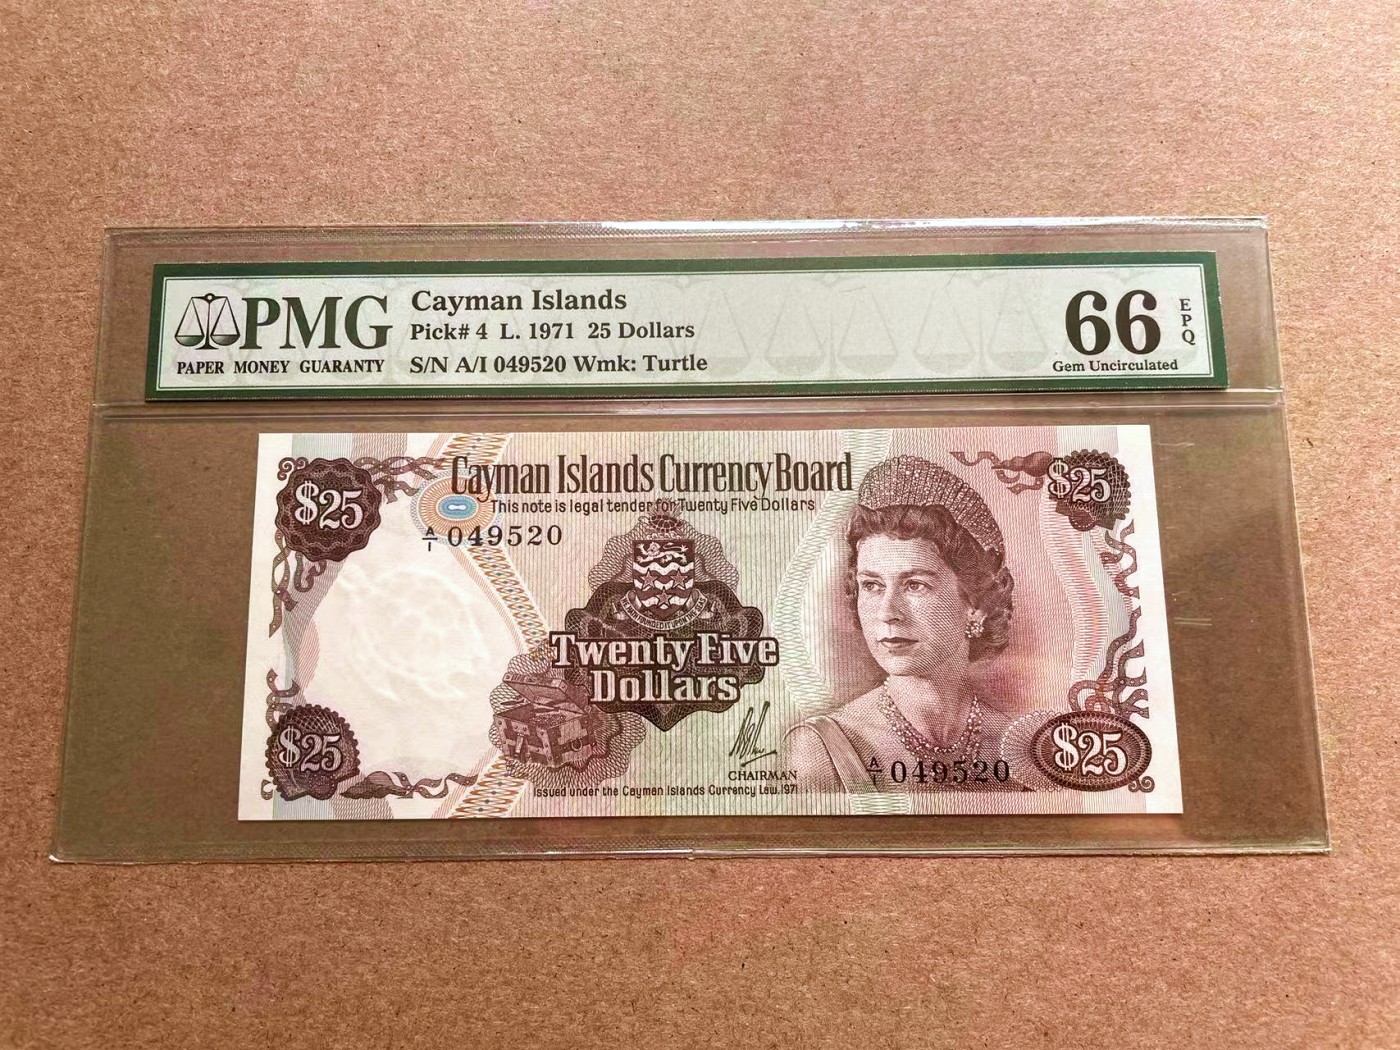 PMG
PAPER MONEY GUARANTY
Cayman Islands
Pick# 4 L. 1971 25 Dollars
S/N A/I 049520 Wmk: Turtle
66
EPQ
Gem Uncirculated
$25
Cayman Islands Currency Board
$25
This note is legal tender for Twenty Five Dollars
A/1 049520
Twenty Five
Dollars
$25
CHAIRMAN
A/1 049520
$25
Issued under the Cayman Islands Currency Law. 1971